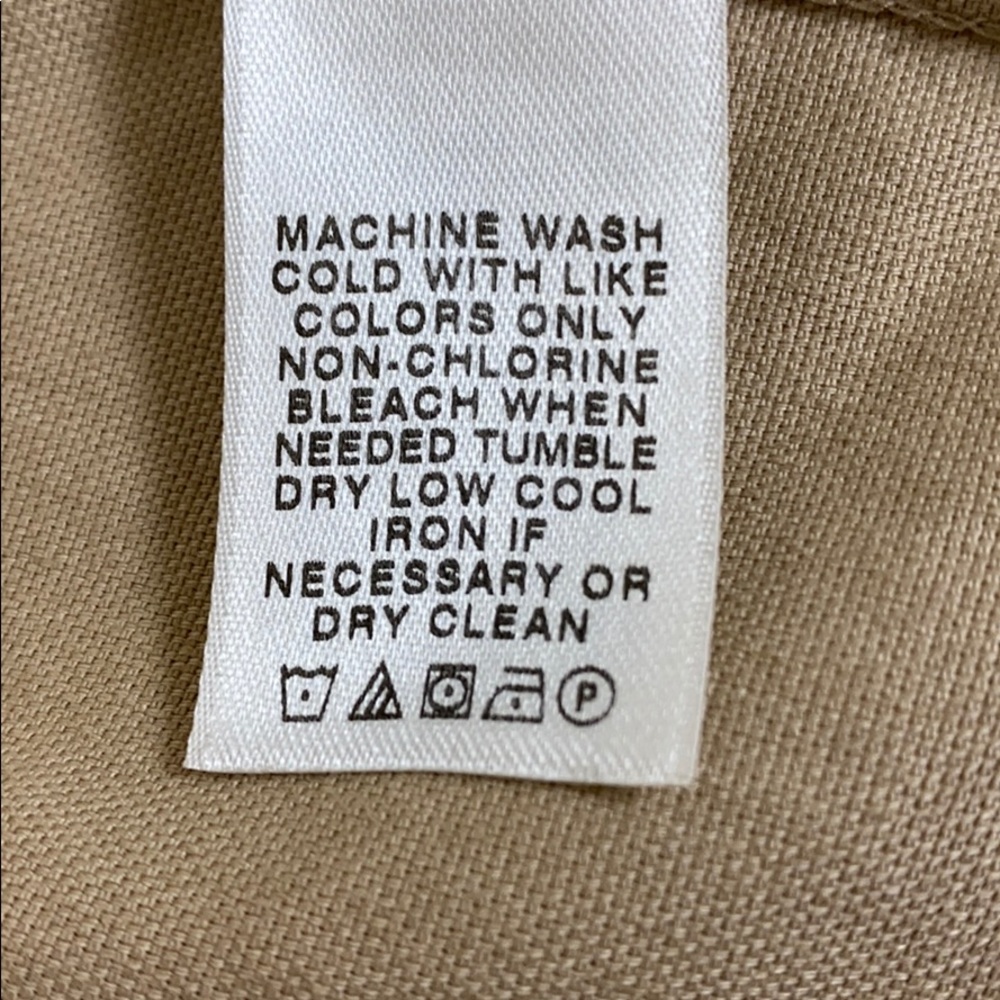 MACHINE WASH
COLD WITH LIKE
COLORS ONLY
NON-CHLORINE
BLEACH WHEN
NEEDED TUMBLE
DRY LOW COOL
IRON IF
NECESSARY OR
DRY CLEAN
P